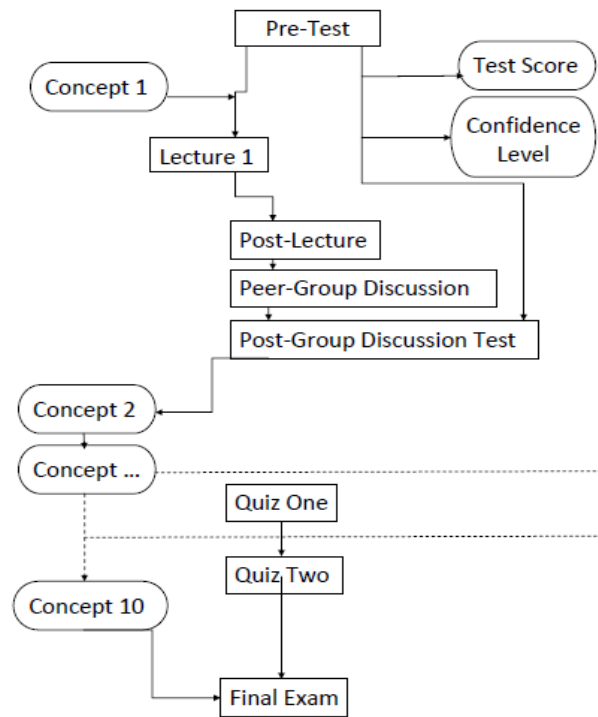 Pre-Test
Test Score
Concept 1
Confidence
Level
Lecture 1
Post-Lecture
Peer-Group Discussion
Post-Group Discussion Test
Concept 2
Concept ...
Quiz One
Quiz Two
Concept 10
Final Exam